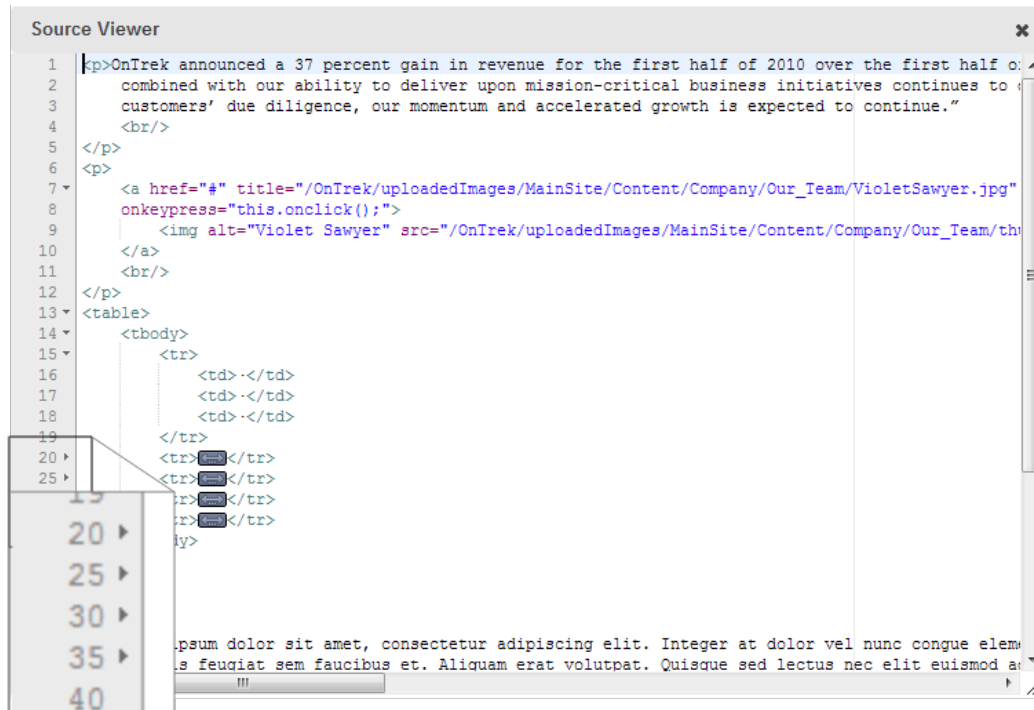 Source Viewer
1 <p>OnTrek announced a 37 percent gain in revenue for the first half of 2010 over the first half
2 combined with our ability to deliver upon mission-critical business initiatives continues to
3 customers’ due diligence, our momentum and accelerated growth is expected to continue.”
4 <br/>
5 </p>
6 <p>
7 <a href="#" title="/OnTrek/uploadedImages/MainSite/Content/Company/Our_Team/VioletSawyer.jpg"
8 onkeypress="this.onclick();">
9 <img alt="Violet Sawyer" src="/OnTrek/uploadedImages/MainSite/Content/Company/Our_Team/thu
10 </a>
11 <br/>
12 </p>
13 <table>
14 <tbody>
15 <tr>
16 <td>·</td>
17 <td>·</td>
18 <td>·</td>
19 </tr>
20 <tr></tr>
25 <tr></tr>
19
tr></tr>
20
tr></tr>
dy>
25
30
35
psum dolor sit amet, consectetur adipiscing elit. Integer at dolor vel nunc congue elem
s feugiat sem faucibus et. Aliquam erat volutpat. Quisque sed lectus nec elit euismod a
40